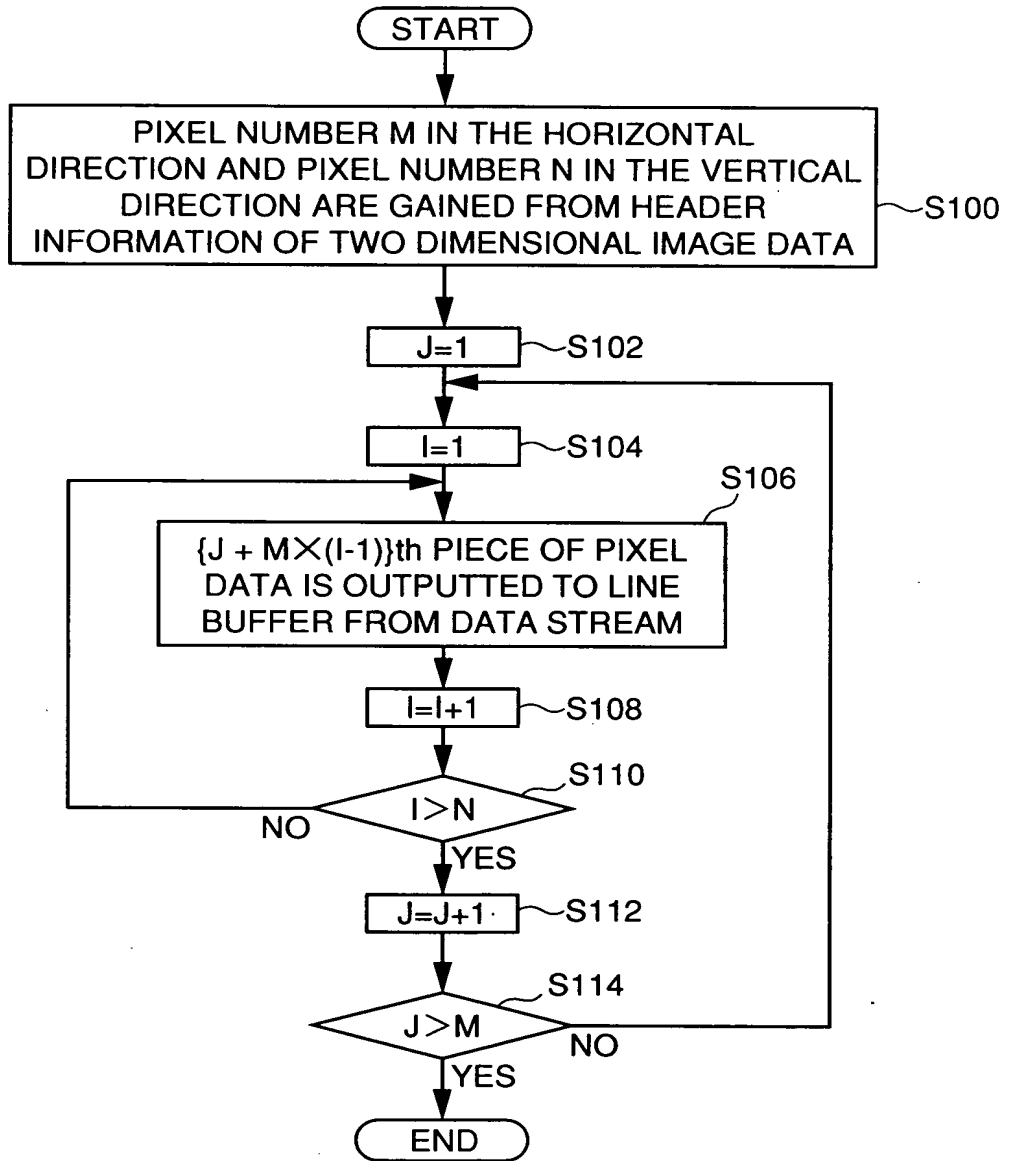 START
PIXEL NUMBER M IN THE HORIZONTAL
DIRECTION AND PIXEL NUMBER N IN THE VERTICAL
DIRECTION ARE GAINED FROM HEADER
INFORMATION OF TWO DIMENSIONAL IMAGE DATA
S100
J=1
S102
I=1
S104
S106
{J + M×(I-1)}th PIECE OF PIXEL
DATA IS OUTPUTTED TO LINE
BUFFER FROM DATA STREAM
I=I+1
S108
S110
I>N
NO
YES
J=J+1
S112
S114
J>M
NO
YES
END